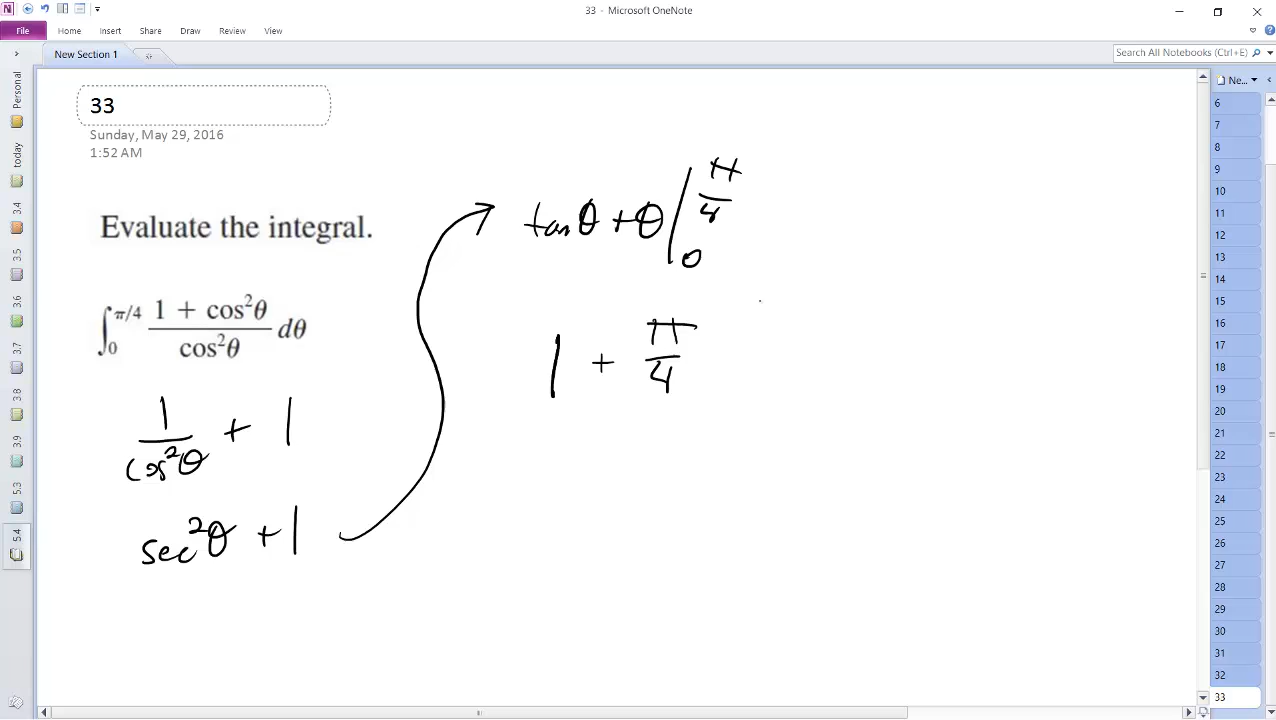 33 - Microsoft OneNote
File Home Insert Share Draw Review View
New Section 1
Search All Notebooks (Ctrl+E)
33
Sunday, May 29, 2016
1:52 AM
Evaluate the integral.
∫₀^π/4 (1 + cos²θ)/(cos²θ) dθ
1/cos²θ + 1
sec²θ + 1
tanθ + θ |₀^π/4
1 + π/4
Personal
today
34
35
36
37
38
39
53
54
Ne...
6
7
8
9
10
11
12
13
14
15
16
17
18
19
20
21
22
23
24
25
26
27
28
29
30
31
32
33